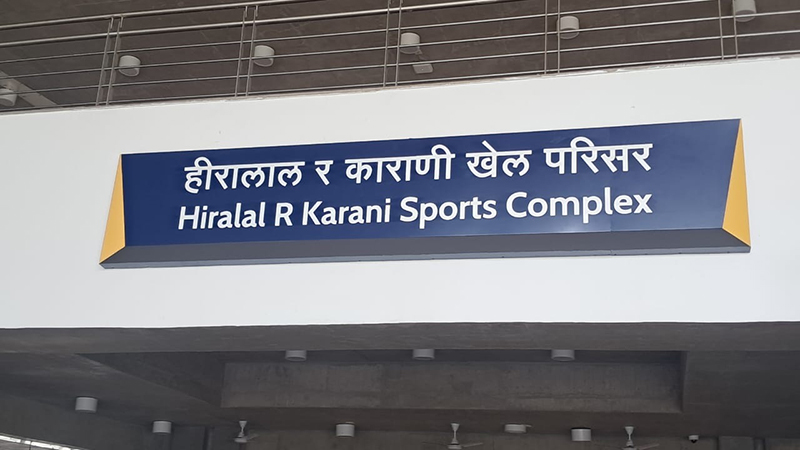 हीरालाल र काराणी खेल परिसर
Hiralal R Karani Sports Complex